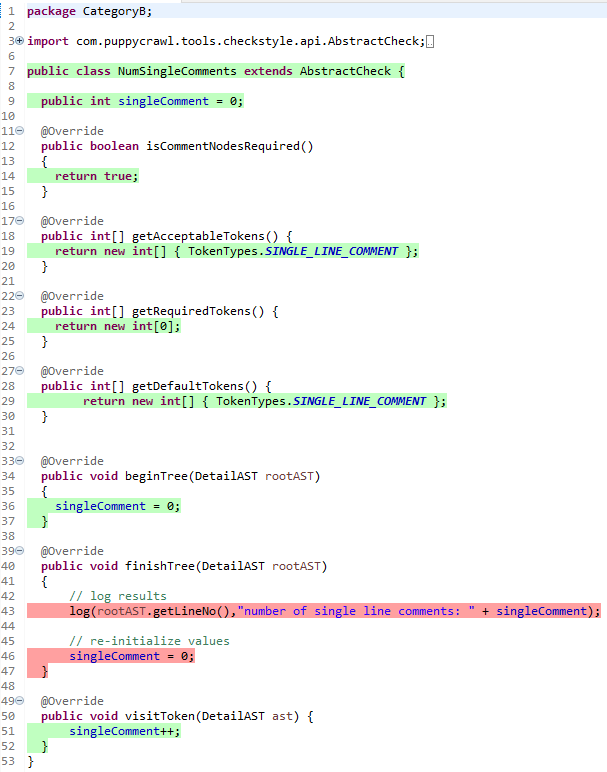 1 package CategoryB;
2
3 import com.puppycrawl.tools.checkstyle.api.AbstractCheck;
6
7 public class NumSingleComments extends AbstractCheck {
8
9   public int singleComment = 0;
10
11   @Override
12   public boolean isCommentNodesRequired()
13   {
14     return true;
15   }
16
17   @Override
18   public int[] getAcceptableTokens() {
19     return new int[] { TokenTypes.SINGLE_LINE_COMMENT };
20   }
21
22   @Override
23   public int[] getRequiredTokens() {
24     return new int[0];
25   }
26
27   @Override
28   public int[] getDefaultTokens() {
29         return new int[] { TokenTypes.SINGLE_LINE_COMMENT };
30   }
31
32
33   @Override
34   public void beginTree(DetailAST rootAST)
35   {
36     singleComment = 0;
37   }
38
39   @Override
40   public void finishTree(DetailAST rootAST)
41   {
42       // log results
43       log(rootAST.getLineNo(),"number of single line comments: " + singleComment);
44
45       // re-initialize values
46       singleComment = 0;
47   }
48
49   @Override
50   public void visitToken(DetailAST ast) {
51       singleComment++;
52   }
53 }